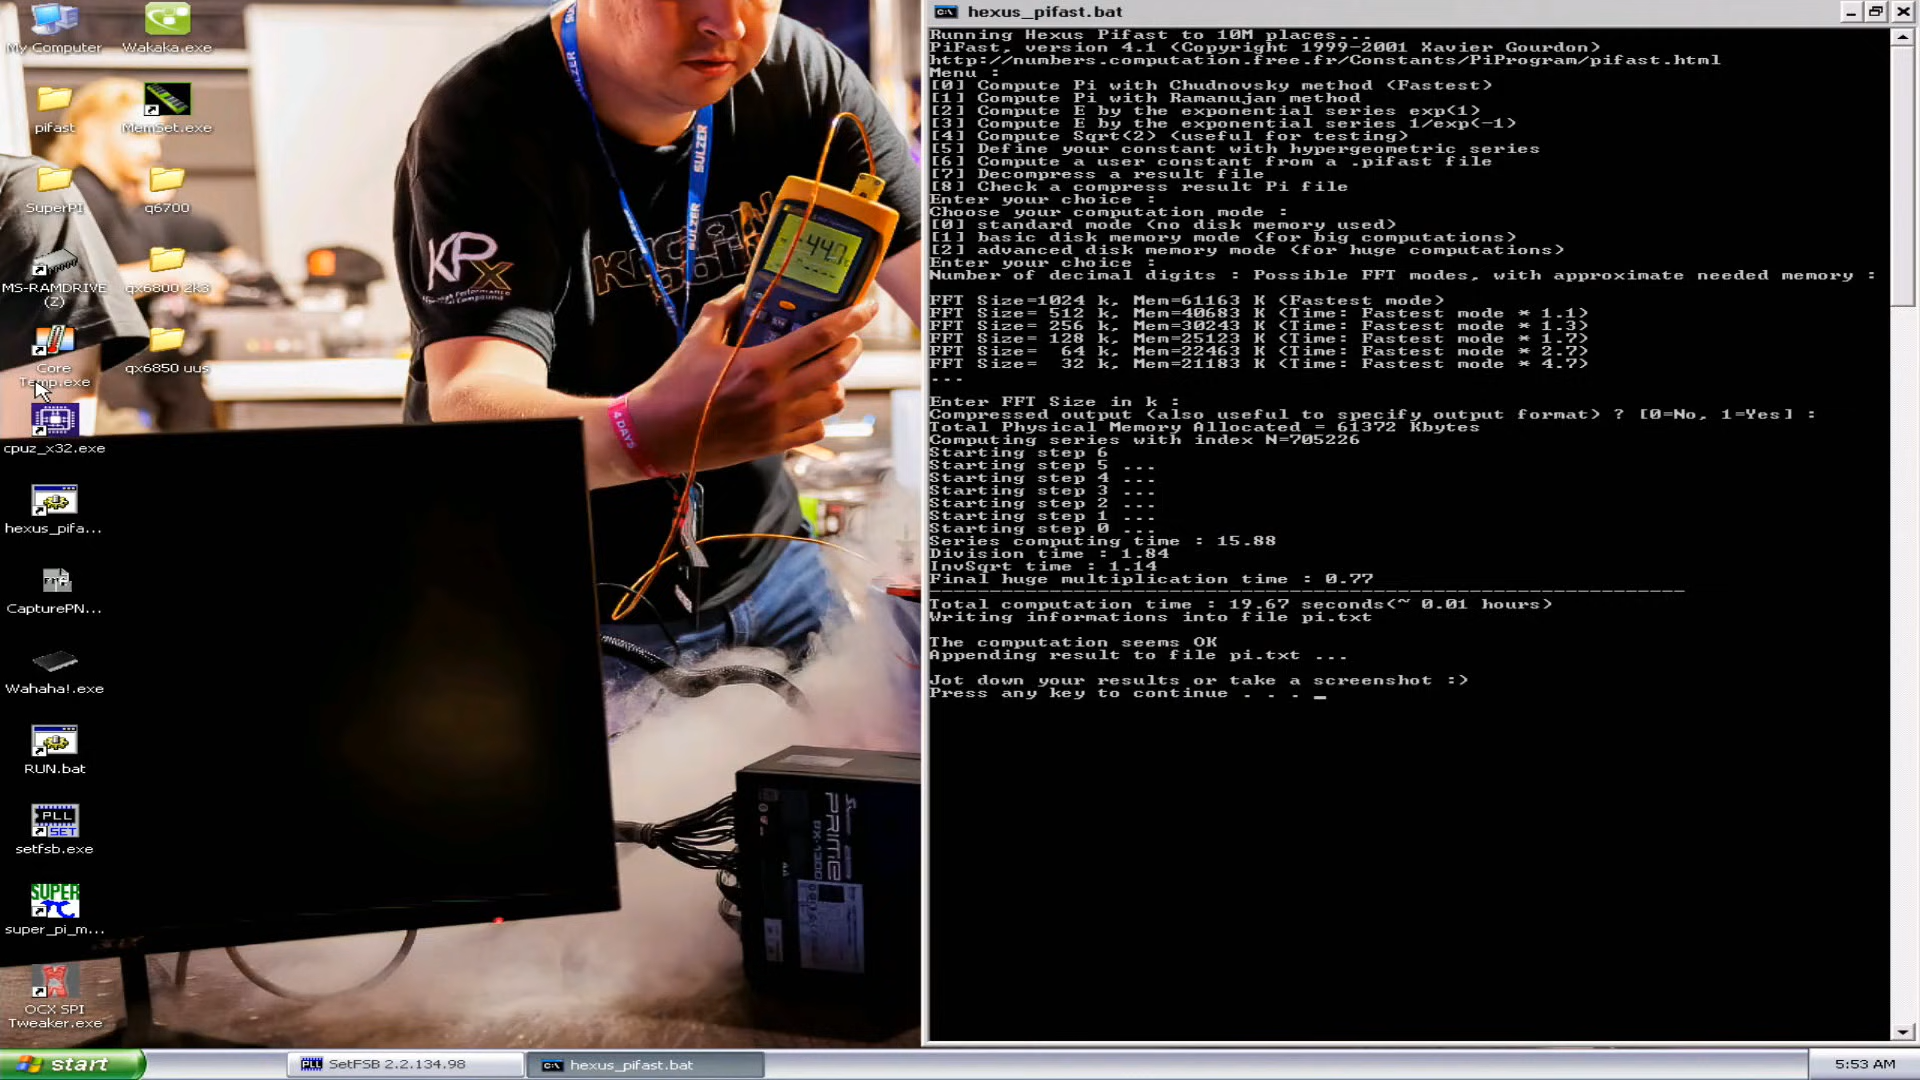 My Computer
Wakaka.exe
pifast
MemSet.exe
SuperPI
q6700
MS-RAMDRIVE
(Z)
qx6800 2k3
Core
Temp.exe
qx6850 uus
cpuz_x32.exe
hexus_pifa...
CapturePN...
Wahaha!.exe
RUN.bat
PLL
SET
setfsb.exe
SUPER
super_pi_m...
OCX SPI
Tweaker.exe
SULZER
SULZER
KPx
-44.0
PRIME
PX-1300
hexus_pifast.bat
Running Hexus Pifast to 10M places...
PiFast, version 4.1 (Copyright 1999-2001 Xavier Gourdon)
http://numbers.computation.free.fr/Constants/PiProgram/pifast.html
Menu :
[0] Compute Pi with Chudnovsky method (Fastest)
[1] Compute Pi with Ramanujan method
[2] Compute E by the exponential series exp(1)
[3] Compute E by the exponential series 1/exp(-1)
[4] Compute Sqrt(2) (useful for testing)
[5] Define your constant with hypergeometric series
[6] Compute a user constant from a .pifast file
[7] Decompress a result file
[8] Check a compress result Pi file
Enter your choice :
Choose your computation mode :
[0] standard mode (no disk memory used)
[1] basic disk memory mode (for big computations)
[2] advanced disk memory mode (for huge computations)
Enter your choice :
Number of decimal digits : Possible FFT modes, with approximate needed memory :
FFT Size=1024 k, Mem=61163 K (Fastest mode)
FFT Size= 512 k, Mem=40683 K (Time: Fastest mode * 1.1)
FFT Size= 256 k, Mem=30243 K (Time: Fastest mode * 1.3)
FFT Size= 128 k, Mem=25123 K (Time: Fastest mode * 1.7)
FFT Size=  64 k, Mem=22463 K (Time: Fastest mode * 2.7)
FFT Size=  32 k, Mem=21183 K (Time: Fastest mode * 4.7)
...
Enter FFT Size in k :
Compressed output (also useful to specify output format) ? [0=No, 1=Yes] :
Total Physical Memory Allocated = 61372 Kbytes
Computing series with index N=705226
Starting step 6
Starting step 5 ...
Starting step 4 ...
Starting step 3 ...
Starting step 2 ...
Starting step 1 ...
Starting step 0 ...
Series computing time : 15.88
Division time : 1.84
InvSqrt time : 1.14
Final huge multiplication time : 0.77
Total computation time : 19.67 seconds(~ 0.01 hours)
Writing informations into file pi.txt
The computation seems OK
Appending result to file pi.txt ...
Jot down your results or take a screenshot :)
Press any key to continue . . . _
start
SetFSB 2.2.134.98
hexus_pifast.bat
5:53 AM